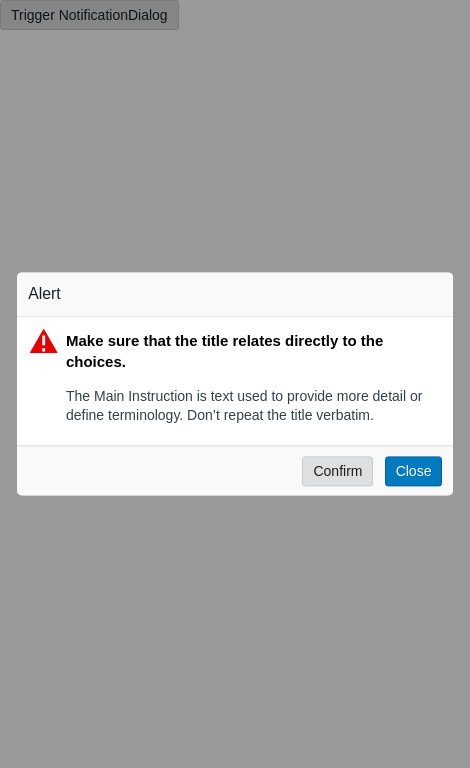 Trigger NotificationDialog
Alert
Make sure that the title relates directly to the
choices.
The Main Instruction is text used to provide more detail or
define terminology. Don’t repeat the title verbatim.
Confirm
Close